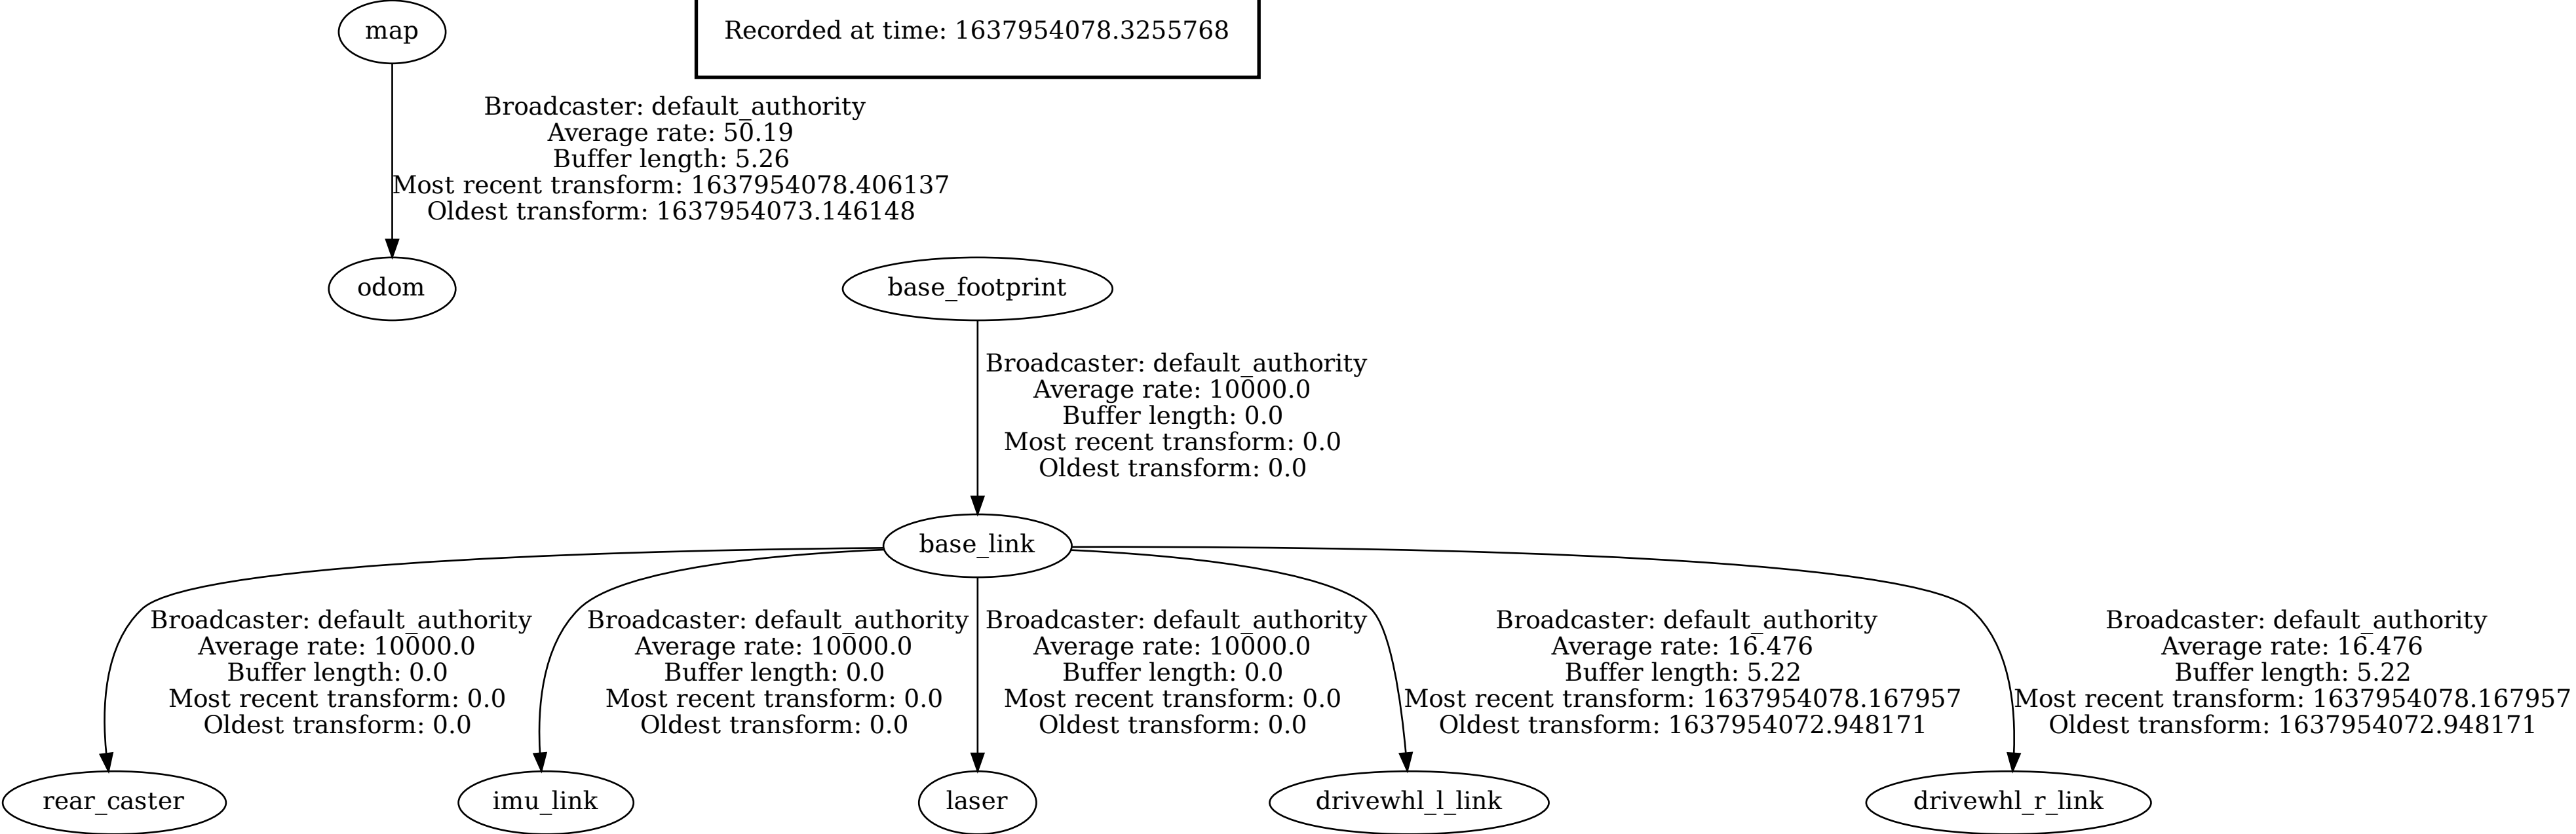 map
Recorded at time: 1637954078.3255768
Broadcaster: default_authority
Average rate: 50.19
Buffer length: 5.26
Most recent transform: 1637954078.406137
Oldest transform: 1637954073.146148
odom
base_footprint
Broadcaster: default_authority
Average rate: 10000.0
Buffer length: 0.0
Most recent transform: 0.0
Oldest transform: 0.0
base_link
Broadcaster: default_authority
Average rate: 10000.0
Buffer length: 0.0
Most recent transform: 0.0
Oldest transform: 0.0
Broadcaster: default_authority
Average rate: 10000.0
Buffer length: 0.0
Most recent transform: 0.0
Oldest transform: 0.0
Broadcaster: default_authority
Average rate: 10000.0
Buffer length: 0.0
Most recent transform: 0.0
Oldest transform: 0.0
Broadcaster: default_authority
Average rate: 16.476
Buffer length: 5.22
Most recent transform: 1637954078.167957
Oldest transform: 1637954072.948171
Broadcaster: default_authority
Average rate: 16.476
Buffer length: 5.22
Most recent transform: 1637954078.167957
Oldest transform: 1637954072.948171
rear_caster
imu_link
laser
drivewhl_l_link
drivewhl_r_link